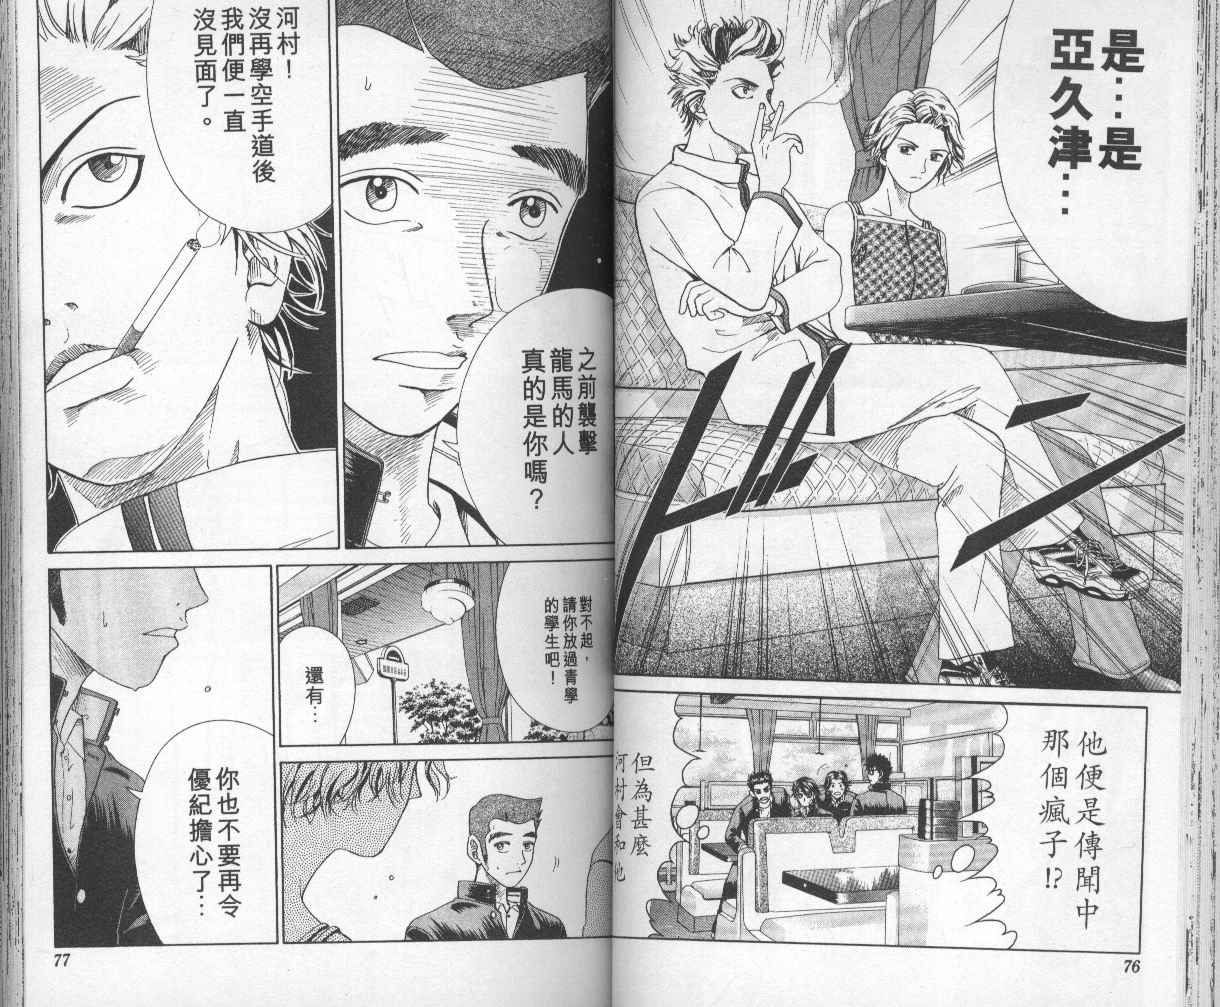 是…是
亞久津…
他便是傳聞中
那個瘋子!?
但為甚麼
河村會和他
76
之前襲擊
龍馬的人
真的是你嗎？
河村！
沒再學空手道後
我們便一直
沒見面了。
對不起，
請你放過青學
的學生吧！
還有…
你也不要再令
優紀擔心了…
77